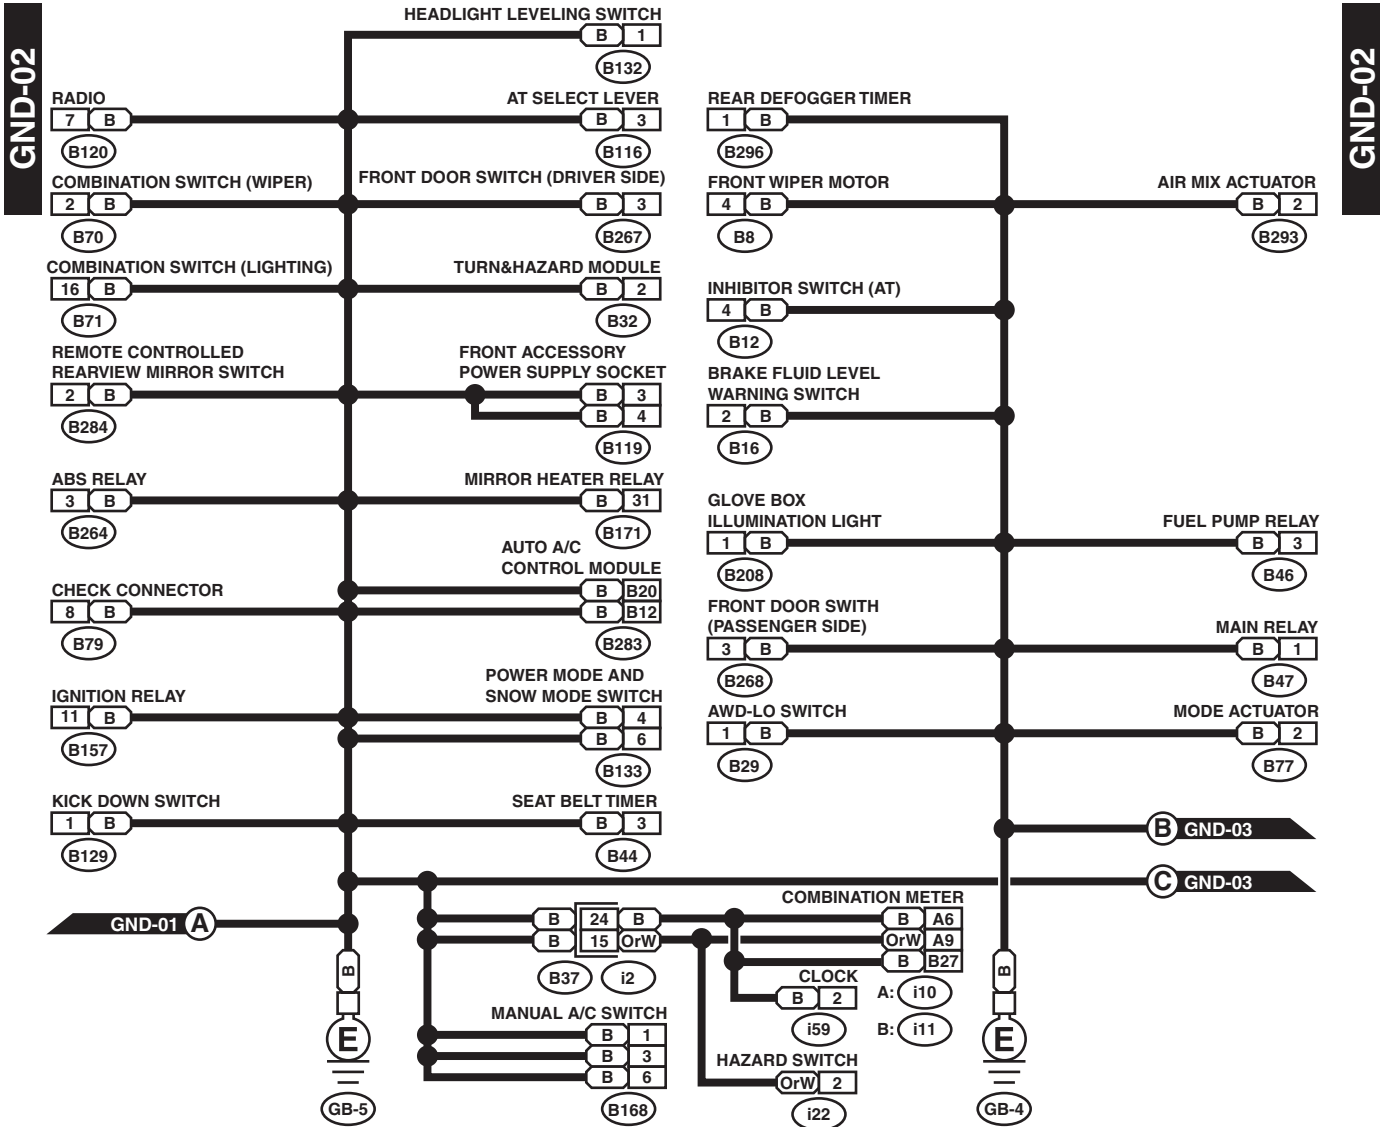 GND-02
GND-02
HEADLIGHT LEVELING SWITCH
B 1
B132
RADIO
7 B
B120
AT SELECT LEVER
B 3
B116
COMBINATION SWITCH (WIPER)
2 B
B70
FRONT DOOR SWITCH (DRIVER SIDE)
B 3
B267
COMBINATION SWITCH (LIGHTING)
16 B
B71
TURN&HAZARD MODULE
B 2
B32
REMOTE CONTROLLED
REARVIEW MIRROR SWITCH
2 B
B284
FRONT ACCESSORY
POWER SUPPLY SOCKET
B 3
B 4
B119
ABS RELAY
3 B
B264
MIRROR HEATER RELAY
B 31
B171
AUTO A/C
CONTROL MODULE
B B20
B B12
B283
CHECK CONNECTOR
8 B
B79
POWER MODE AND
SNOW MODE SWITCH
B 4
B 6
B133
IGNITION RELAY
11 B
B157
KICK DOWN SWITCH
1 B
B129
SEAT BELT TIMER
B 3
B44
REAR DEFOGGER TIMER
1 B
B296
FRONT WIPER MOTOR
4 B
B8
AIR MIX ACTUATOR
B 2
B293
INHIBITOR SWITCH (AT)
4 B
B12
BRAKE FLUID LEVEL
WARNING SWITCH
2 B
B16
GLOVE BOX
ILLUMINATION LIGHT
1 B
B208
FUEL PUMP RELAY
B 3
B46
FRONT DOOR SWITH
(PASSENGER SIDE)
3 B
B268
MAIN RELAY
B 1
B47
AWD-LO SWITCH
1 B
B29
MODE ACTUATOR
B 2
B77
B GND-03
C GND-03
GND-01 A
B
E
GB-5
B 24 B
B 15 OrW
B37 i2
MANUAL A/C SWITCH
B 1
B 3
B 6
B168
COMBINATION METER
B A6
OrW A9
B B27
A: i10
B: i11
CLOCK
B 2
i59
HAZARD SWITCH
OrW 2
i22
B
E
GB-4